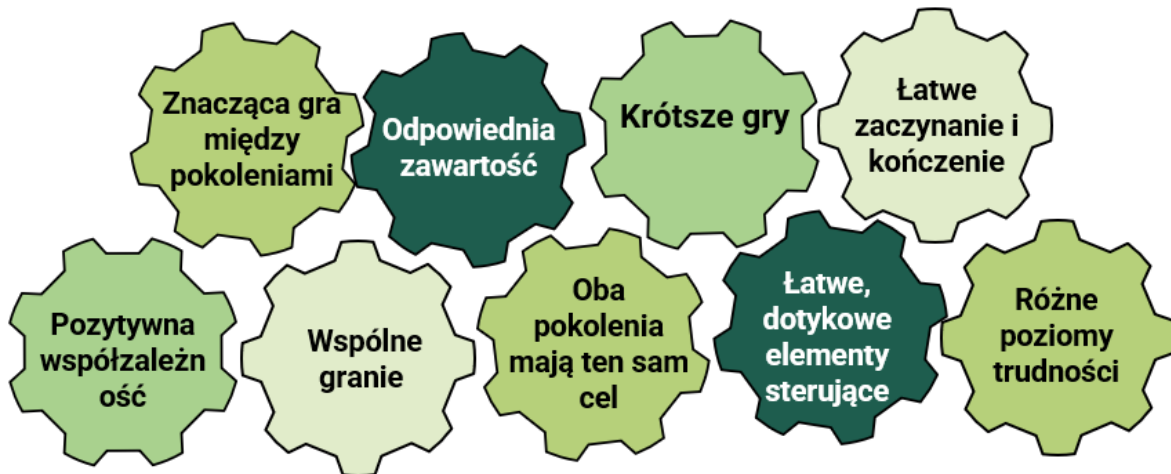 Znacząca gra
między
pokoleniami
Odpowiednia
zawartość
Krótsze gry
Łatwe
zaczynanie i
kończenie
Pozytywna
współzależn
ość
Wspólne
granie
Oba
pokolenia
mają ten sam
cel
Łatwe,
dotykowe
elementy
sterujące
Różne
poziomy
trudności